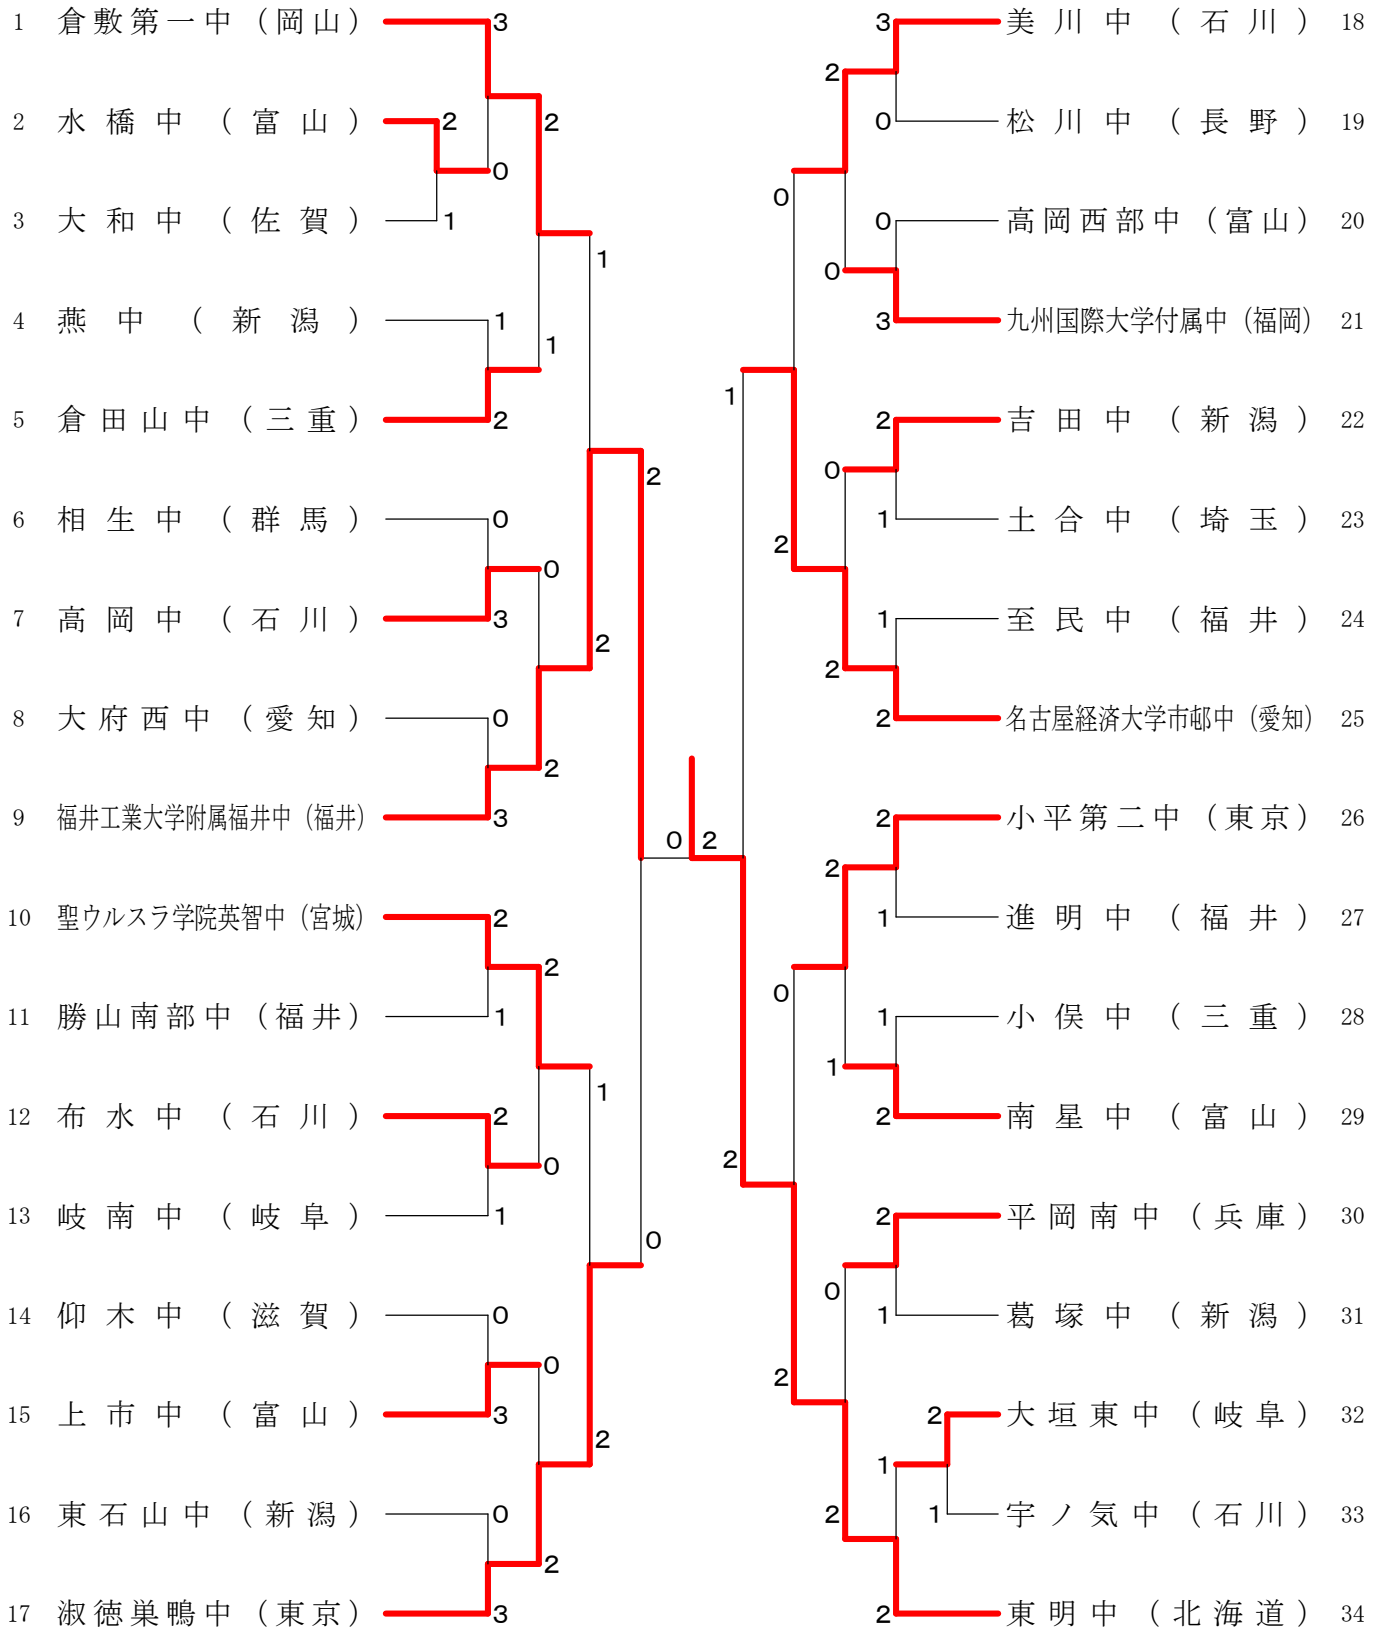 1 倉敷第一中（岡山） 3
3 美川中（石川） 18
2
2 水橋中（富山） 2 2
0 松川中（長野） 19
0
0
3 大和中（佐賀） 1
0 高岡西部中（富山） 20
1
0
4 燕中（新潟） 1
3 九州国際大学付属中（福岡） 21
1
1
5 倉田山中（三重） 2
2 吉田中（新潟） 22
0
2
6 相生中（群馬） 0
1 土合中（埼玉） 23
2
0
7 高岡中（石川） 3
1 至民中（福井） 24
2
2
8 大府西中（愛知） 0
2 名古屋経済大学市邨中（愛知） 25
2
9 福井工業大学附属福井中（福井） 3
2 小平第二中（東京） 26
0 2
2
10 聖ウルスラ学院英智中（宮城） 2
1 進明中（福井） 27
2
0
11 勝山南部中（福井） 1
1 小俣中（三重） 28
1
1
12 布水中（石川） 2
2 南星中（富山） 29
0
2
13 岐南中（岐阜） 1
2 平岡南中（兵庫） 30
0
0
14 仰木中（滋賀） 0
1 葛塚中（新潟） 31
0
2
15 上市中（富山） 3
2 大垣東中（岐阜） 32
2
1
16 東石山中（新潟） 0
2
1 宇ノ気中（石川） 33
2
17 淑徳巣鴨中（東京） 3
2 東明中（北海道） 34